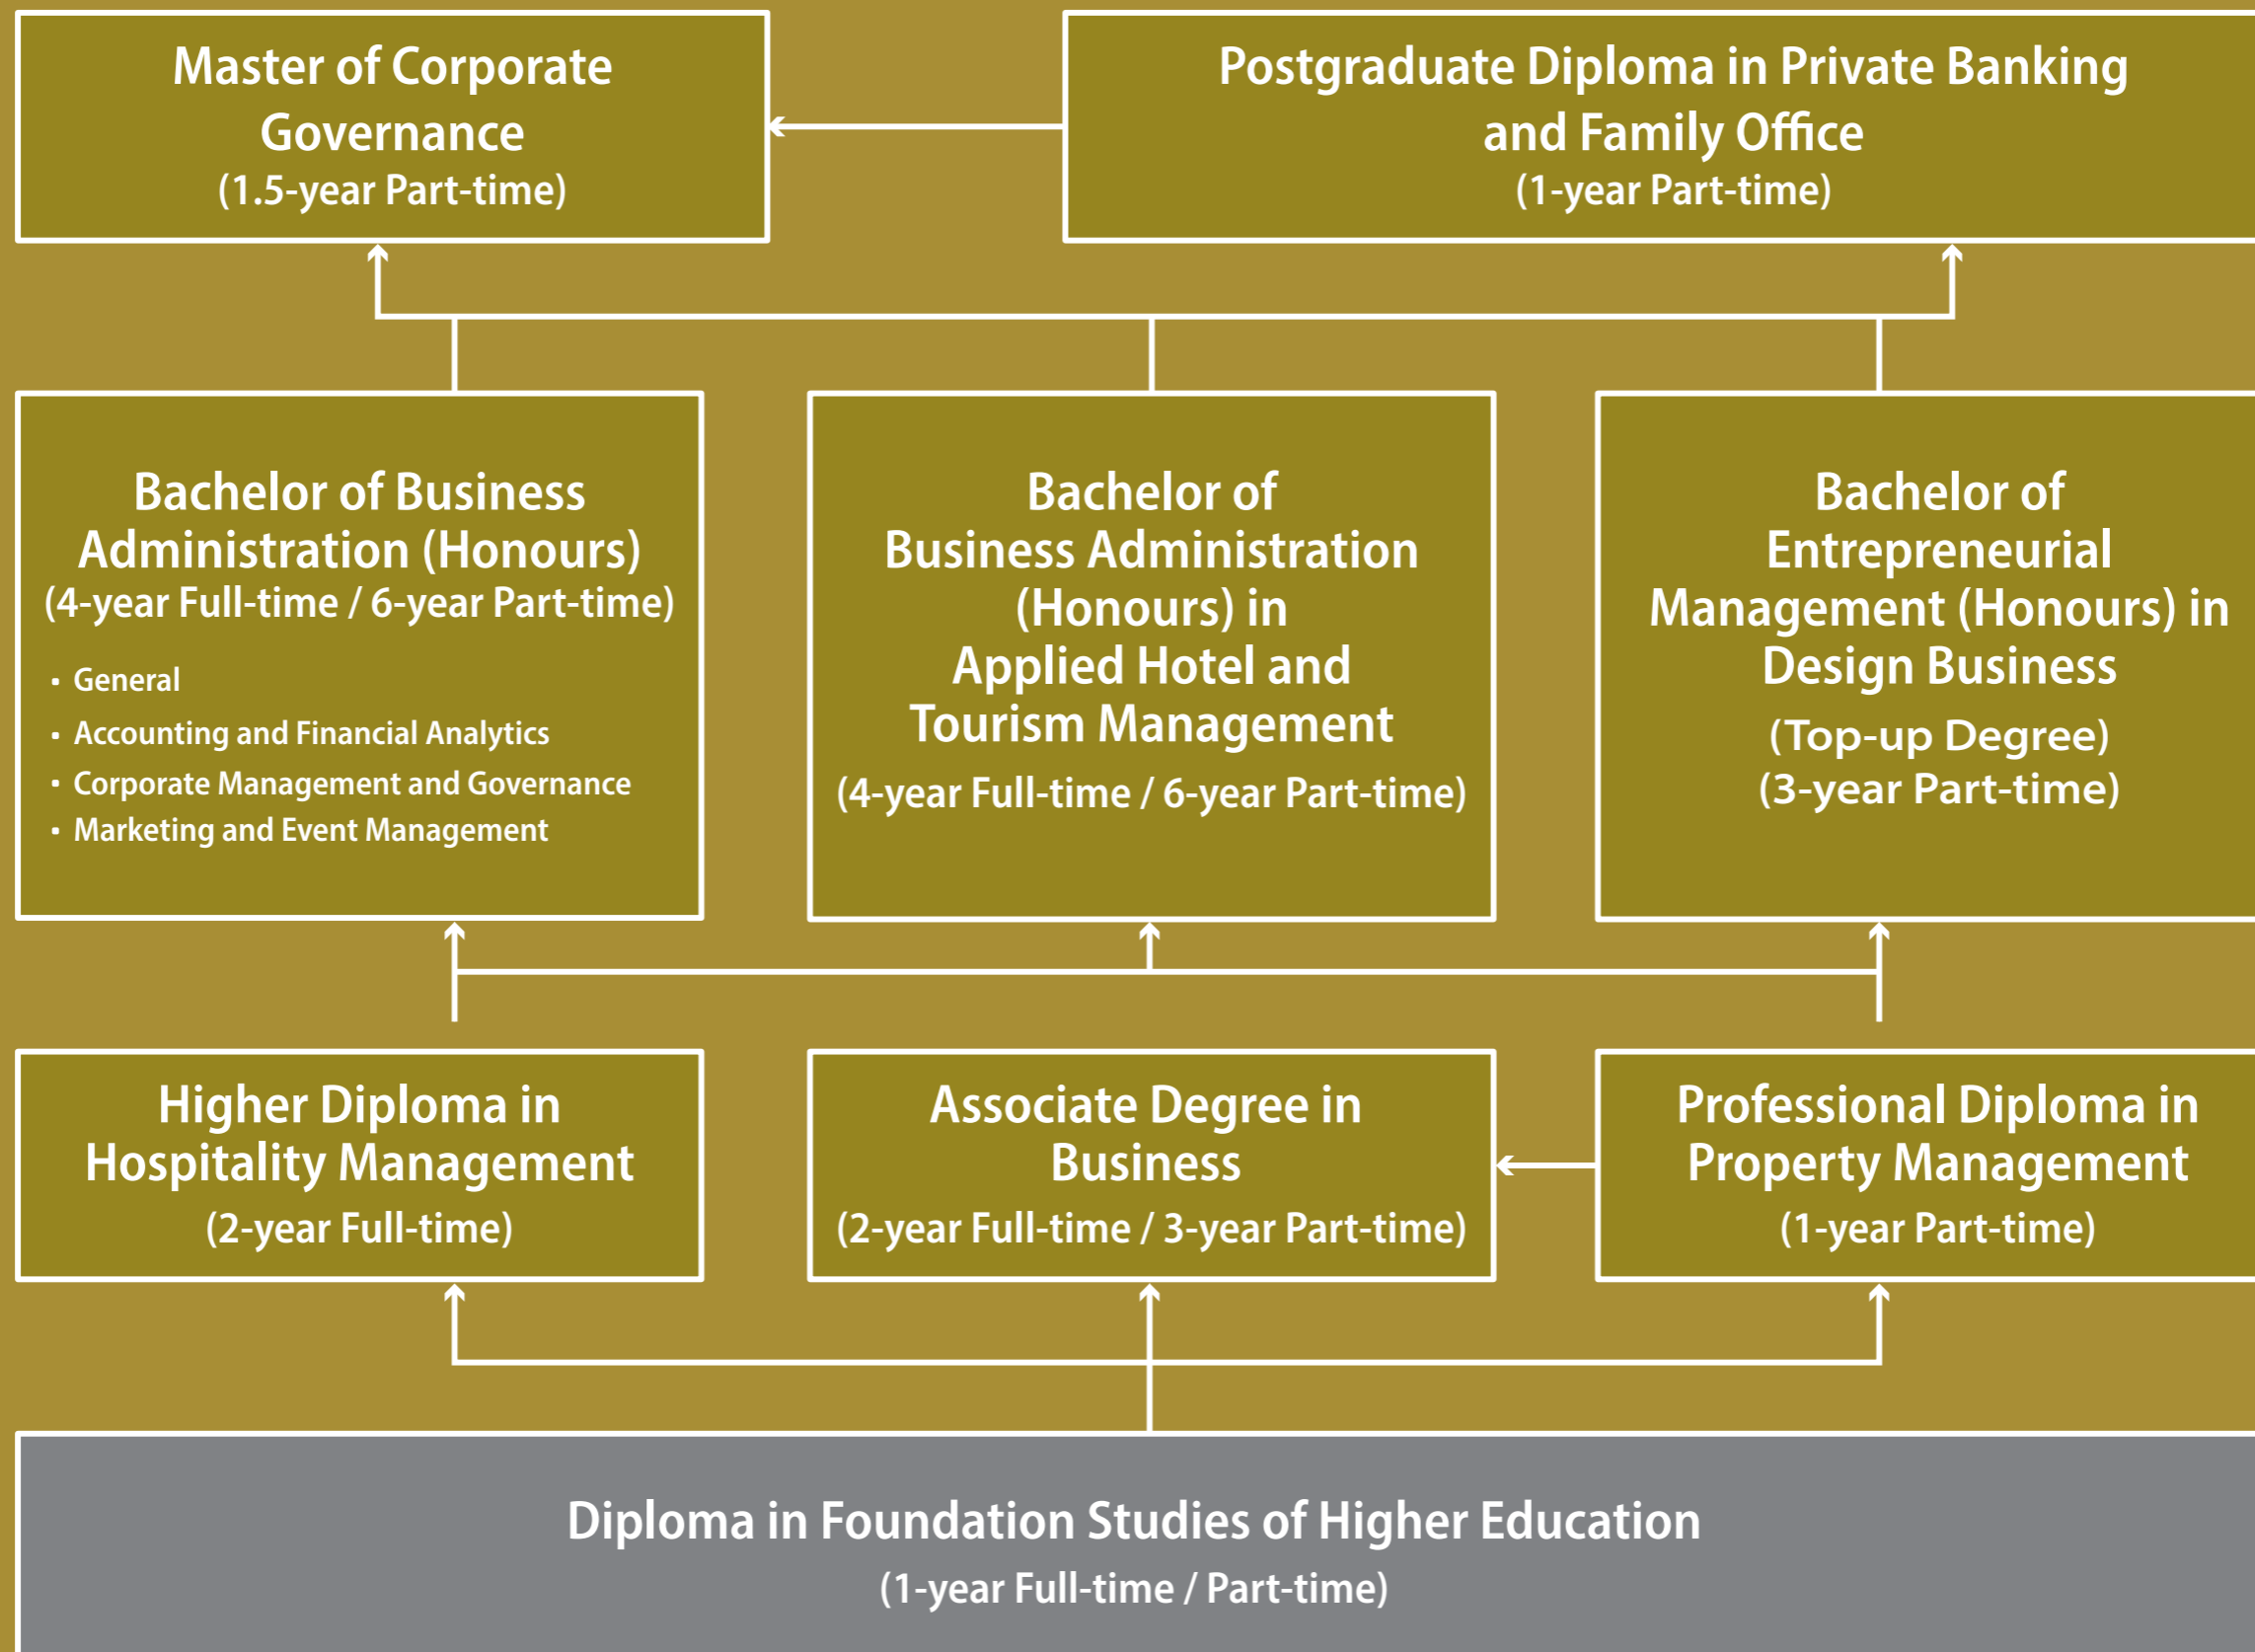 Master of Corporate
Governance
(1.5-year Part-time)
Postgraduate Diploma in Private Banking
and Family Office
(1-year Part-time)
Bachelor of Business
Administration (Honours)
(4-year Full-time / 6-year Part-time)
· General
· Accounting and Financial Analytics
· Corporate Management and Governance
· Marketing and Event Management
Bachelor of
Business Administration
(Honours) in
Applied Hotel and
Tourism Management
(4-year Full-time / 6-year Part-time)
Bachelor of
Entrepreneurial
Management (Honours) in
Design Business
(Top-up Degree)
(3-year Part-time)
Higher Diploma in
Hospitality Management
(2-year Full-time)
Associate Degree in
Business
(2-year Full-time / 3-year Part-time)
Professional Diploma in
Property Management
(1-year Part-time)
Diploma in Foundation Studies of Higher Education
(1-year Full-time / Part-time)